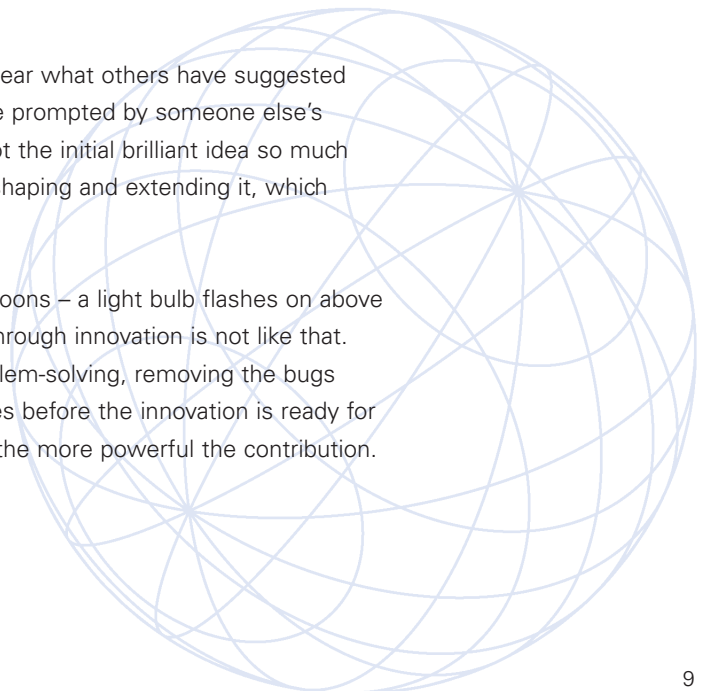 ear what others have suggested
prompted by someone else's
the initial brilliant idea so much
haping and extending it, which
oons – a light bulb flashes on above
hrough innovation is not like that.
lem-solving, removing the bugs
es before the innovation is ready for
the more powerful the contribution.
9